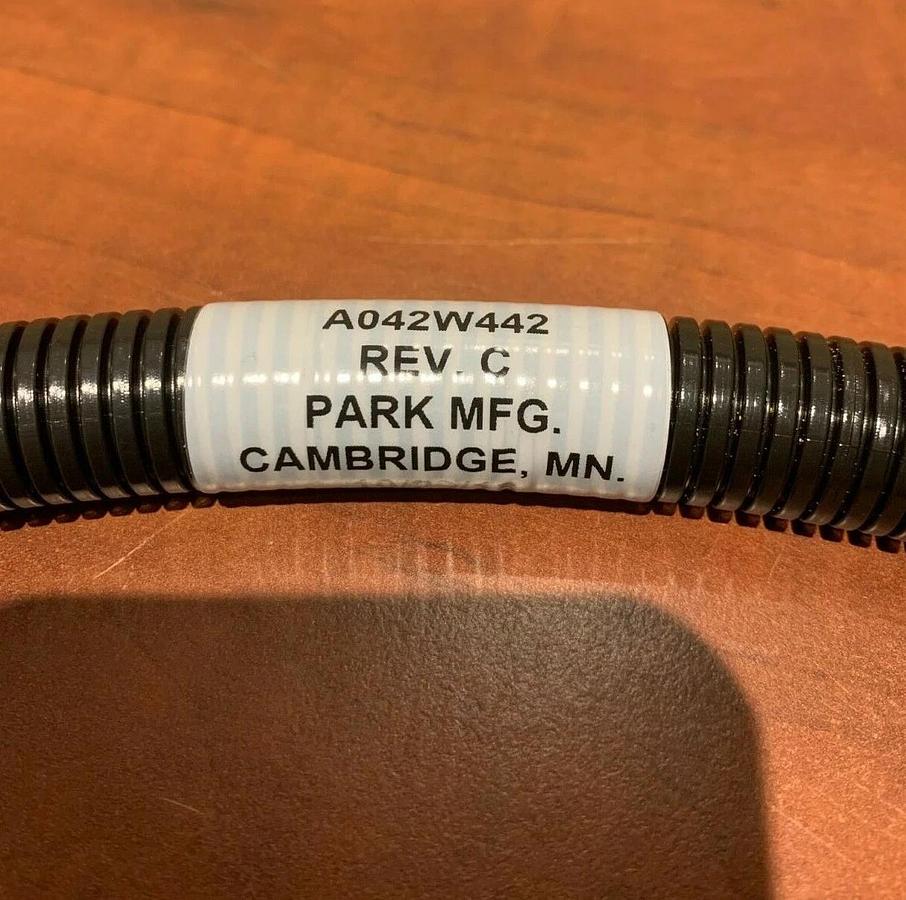 A042W442
REV. C
PARK MFG.
CAMBRIDGE, MN.